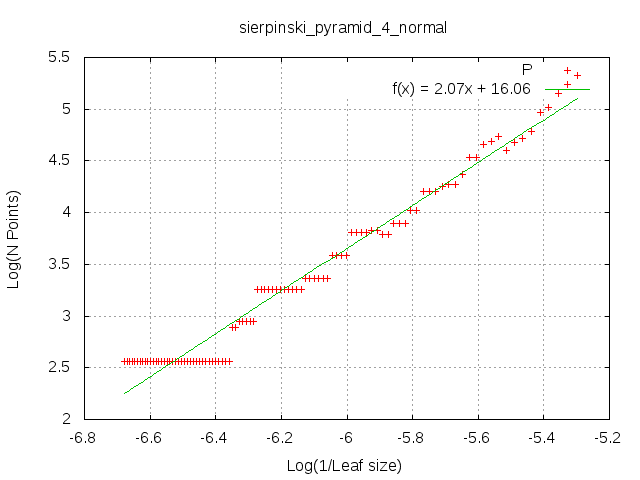 sierpinski_pyramid_4_normal
5.5
5
4.5
4
3.5
3
2.5
2
Log(N Points)
P
f(x) = 2.07x + 16.06
-6.8 -6.6 -6.4 -6.2 -6 -5.8 -5.6 -5.4 -5.2
Log(1/Leaf size)